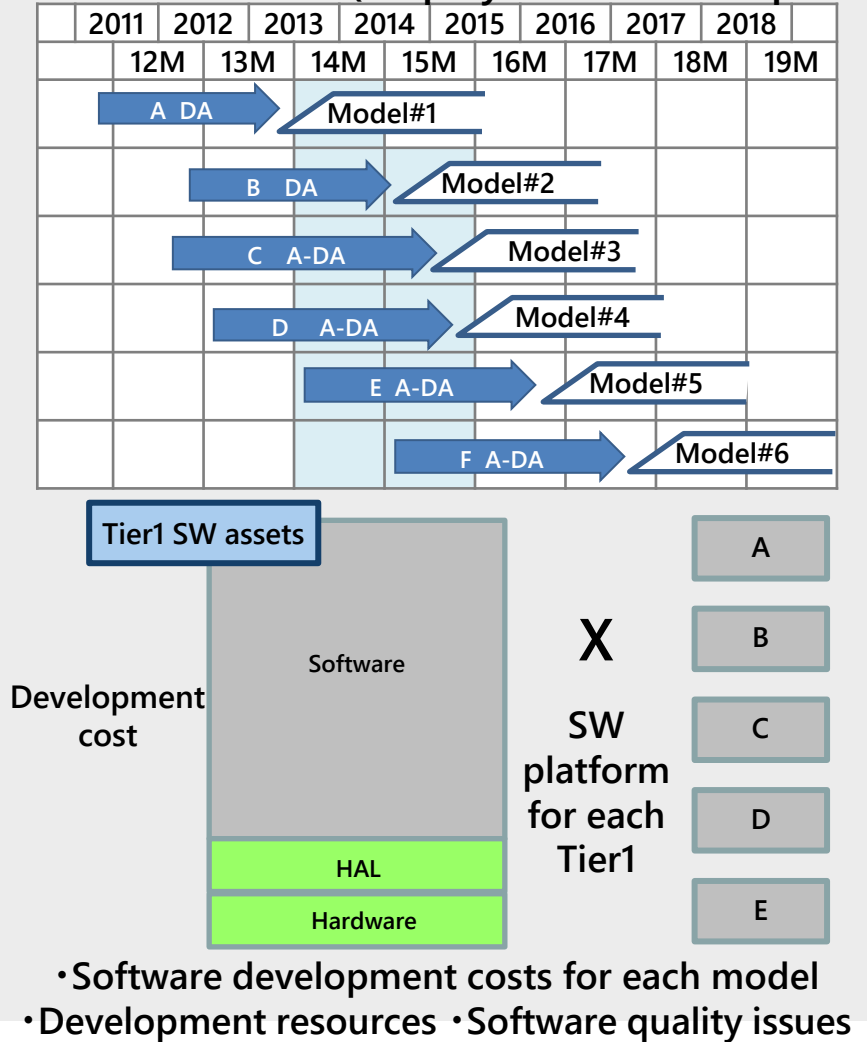 2011 2012 2013 2014 2015 2016 2017 2018
12M 13M 14M 15M 16M 17M 18M 19M
A DA Model#1
B DA Model#2
C A-DA Model#3
D A-DA Model#4
E A-DA Model#5
F A-DA Model#6
Tier1 SW assets
Software
Development
cost
HAL
Hardware
X
SW
platform
for each
Tier1
A
B
C
D
E
・Software development costs for each model
・Development resources ・Software quality issues